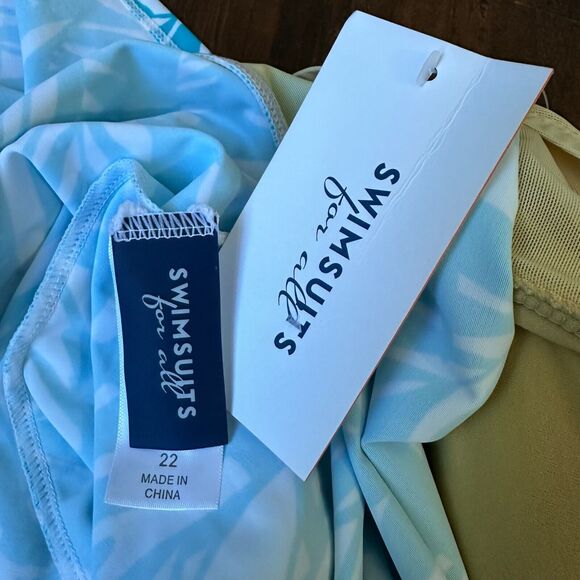 SWIMSUITS
for all
SWIMSUITS
for all
22
MADE IN
CHINA